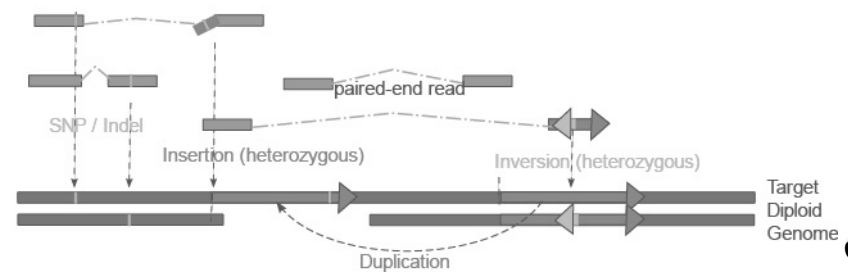 paired-end read
SNP / Indel
Insertion (heterozygous)
Inversion (heterozygous)
Target
Diploid
Genome
Duplication